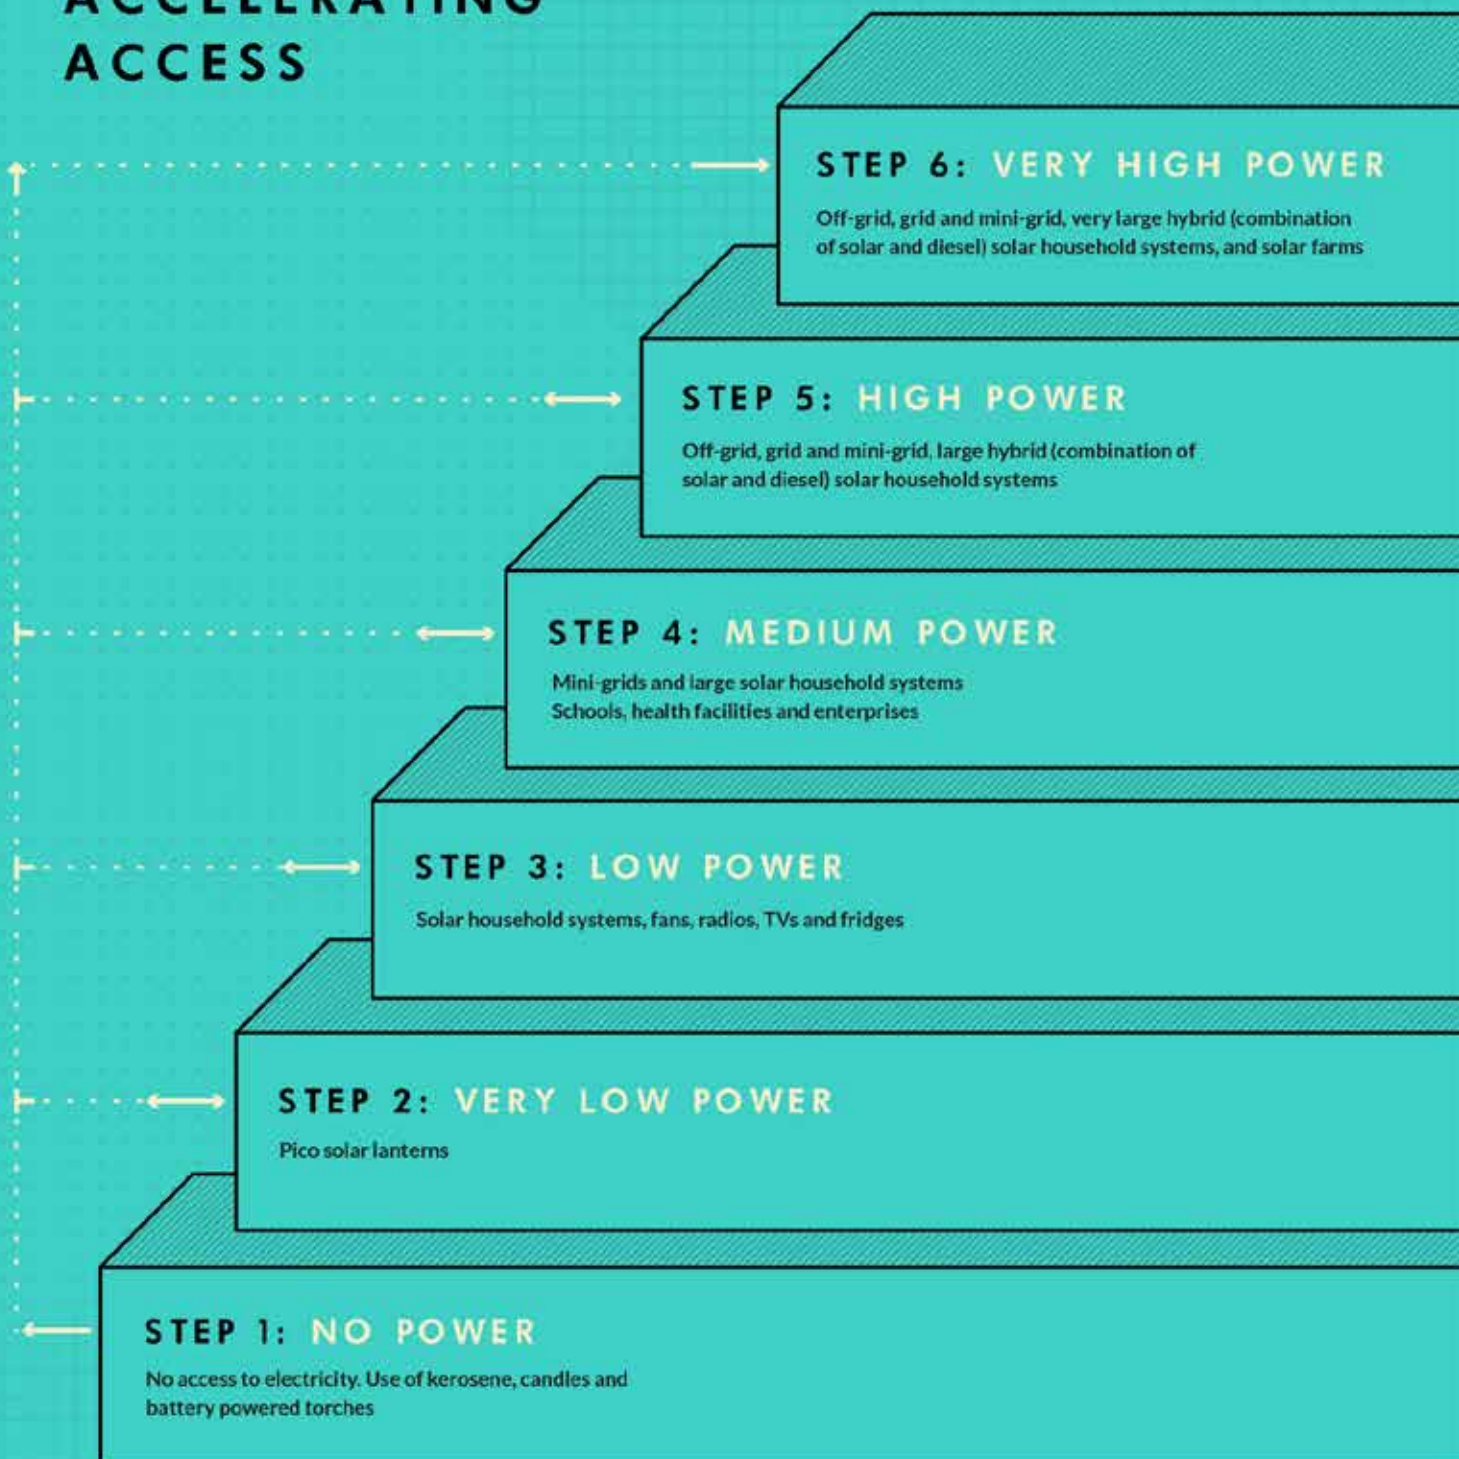 ACCELERATING
ACCESS
STEP 6: VERY HIGH POWER
Off-grid, grid and mini-grid, very large hybrid (combination
of solar and diesel) solar household systems, and solar farms
STEP 5: HIGH POWER
Off-grid, grid and mini-grid, large hybrid (combination of
solar and diesel) solar household systems
STEP 4: MEDIUM POWER
Mini-grids and large solar household systems
Schools, health facilities and enterprises
STEP 3: LOW POWER
Solar household systems, fans, radios, TVs and fridges
STEP 2: VERY LOW POWER
Pico solar lanterns
STEP 1: NO POWER
No access to electricity. Use of kerosene, candles and
battery powered torches